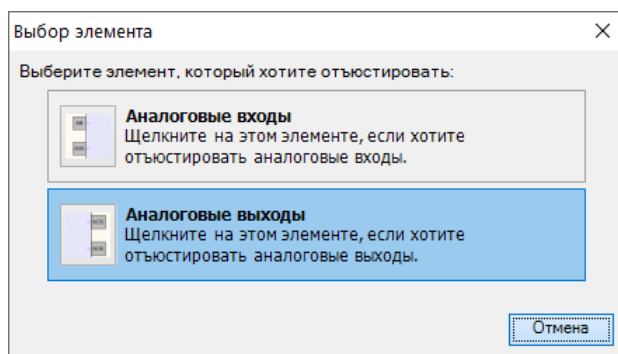 Выбор элемента
Выберите элемент, который хотите отъюстировать:
Аналоговые входы
Щелкните на этом элементе, если хотите
отъюстировать аналоговые входы.
Аналоговые выходы
Щелкните на этом элементе, если хотите
отъюстировать аналоговые выходы.
Отмена